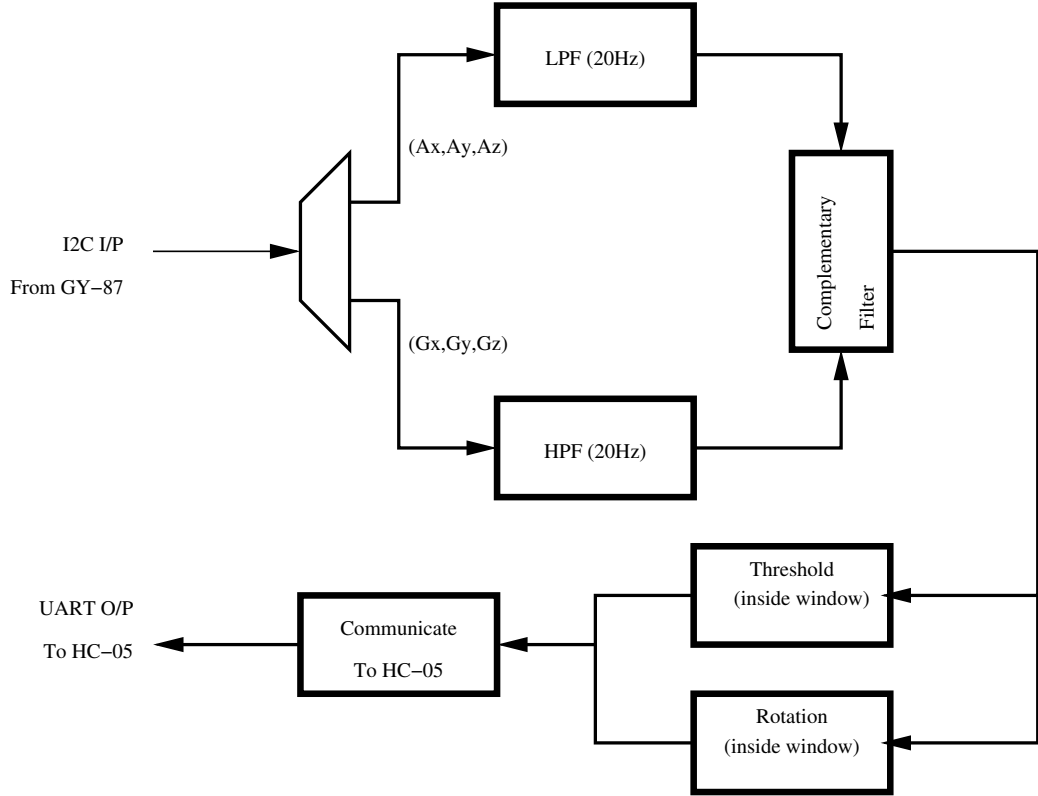 LPF (20Hz)
(Ax,Ay,Az)
I2C I/P
From GY−87
Complementary
Filter
(Gx,Gy,Gz)
HPF (20Hz)
Threshold
(inside window)
UART O/P
To HC−05
Communicate
To HC−05
Rotation
(inside window)